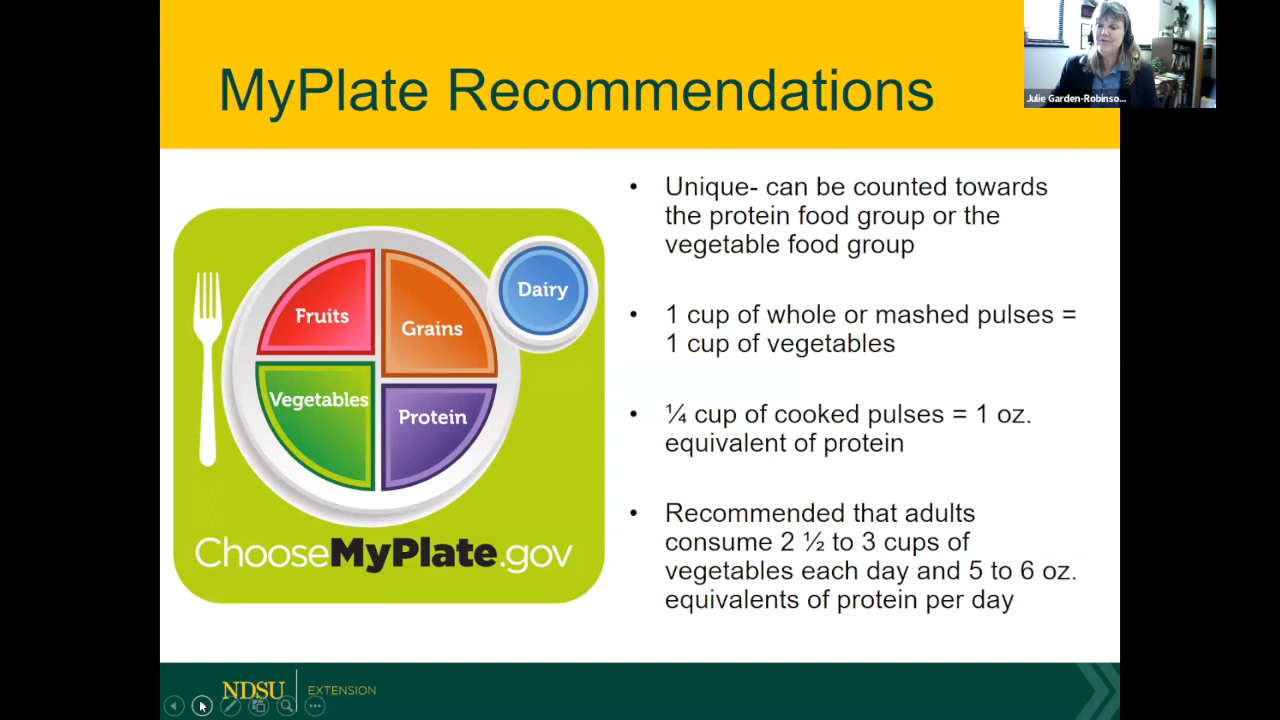 MyPlate Recommendations
Julie Garden-Robinso...
• Unique- can be counted towards
the protein food group or the
vegetable food group
• 1 cup of whole or mashed pulses =
1 cup of vegetables
• ¼ cup of cooked pulses = 1 oz.
equivalent of protein
• Recommended that adults
consume 2 ½ to 3 cups of
vegetables each day and 5 to 6 oz.
equivalents of protein per day
Fruits
Grains
Dairy
Vegetables
Protein
ChooseMyPlate.gov
NDSU EXTENSION